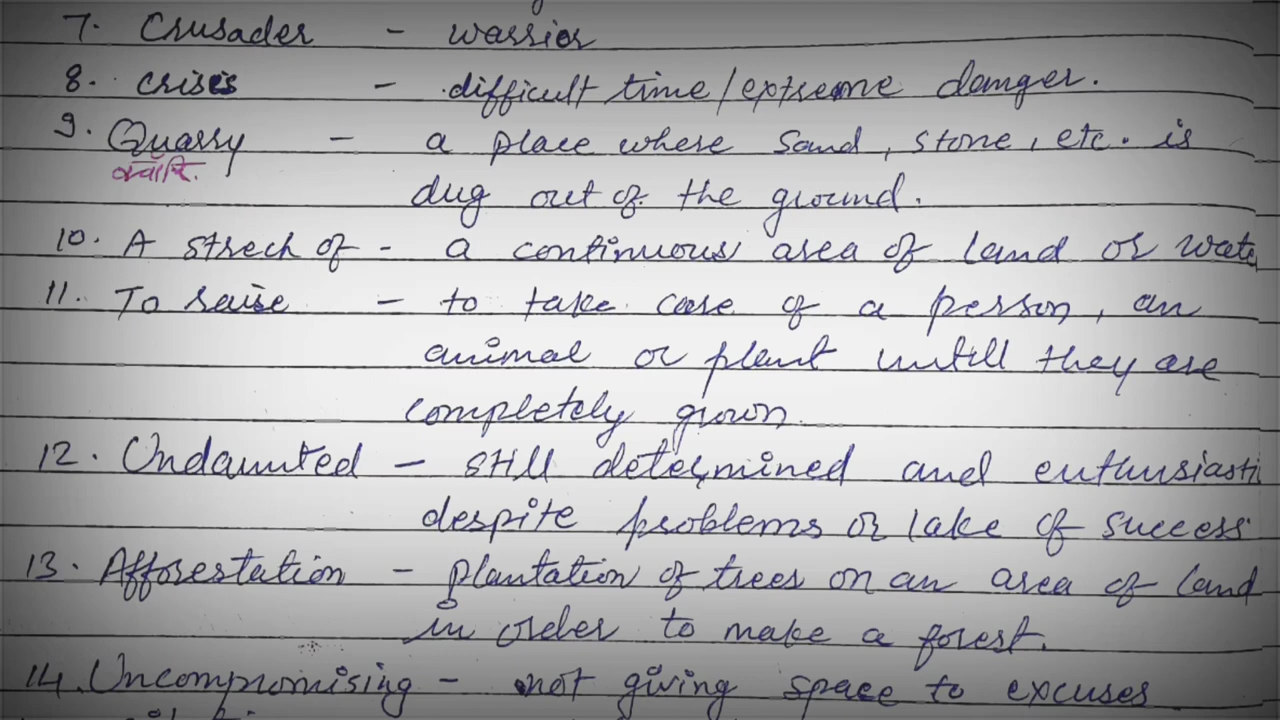 7. Crusader - warrior
8. crisis - difficult time/extreme danger.
9. Quarry - a place where sand, stone, etc. is
क्वॉरि.
dug out of the ground.
10. A strech of - a continuous area of land or wate
11. To raise - to take care of a person, an
animal or plant untill they are
completely grown.
12. Undaunted - still determined and enthusiasti
despite problems or lake of success
13. Afforestation - plantation of trees on an area of land
in order to make a forest.
14. Uncompromising - not giving space to excuses